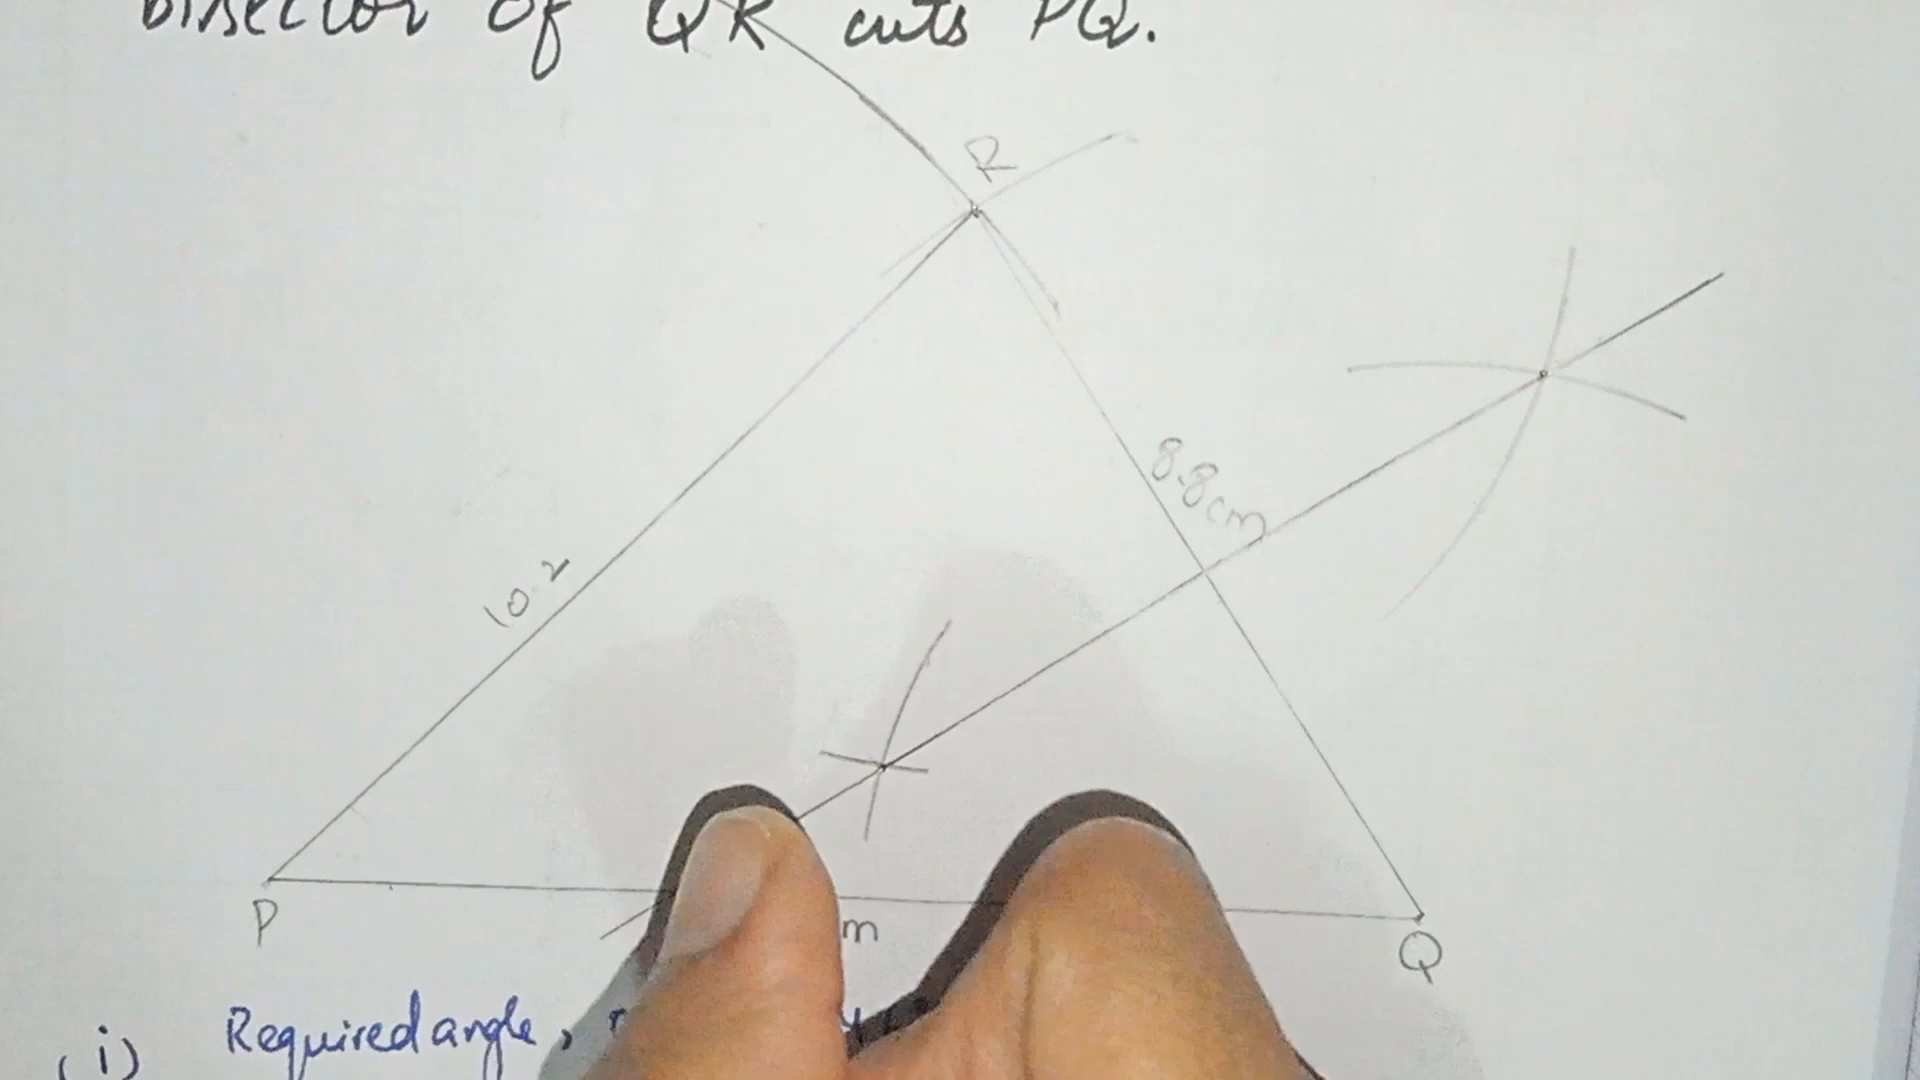 bisector of QR cuts PQ.
R
8.8cm
10.2
P
m
Q
(i) Required angle,